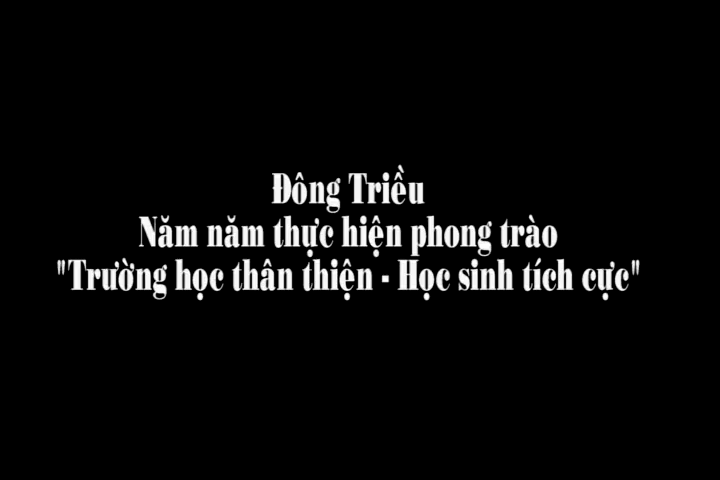 Đông Triều
Năm năm thực hiện phong trào
"Trường học thân thiện - Học sinh tích cực"